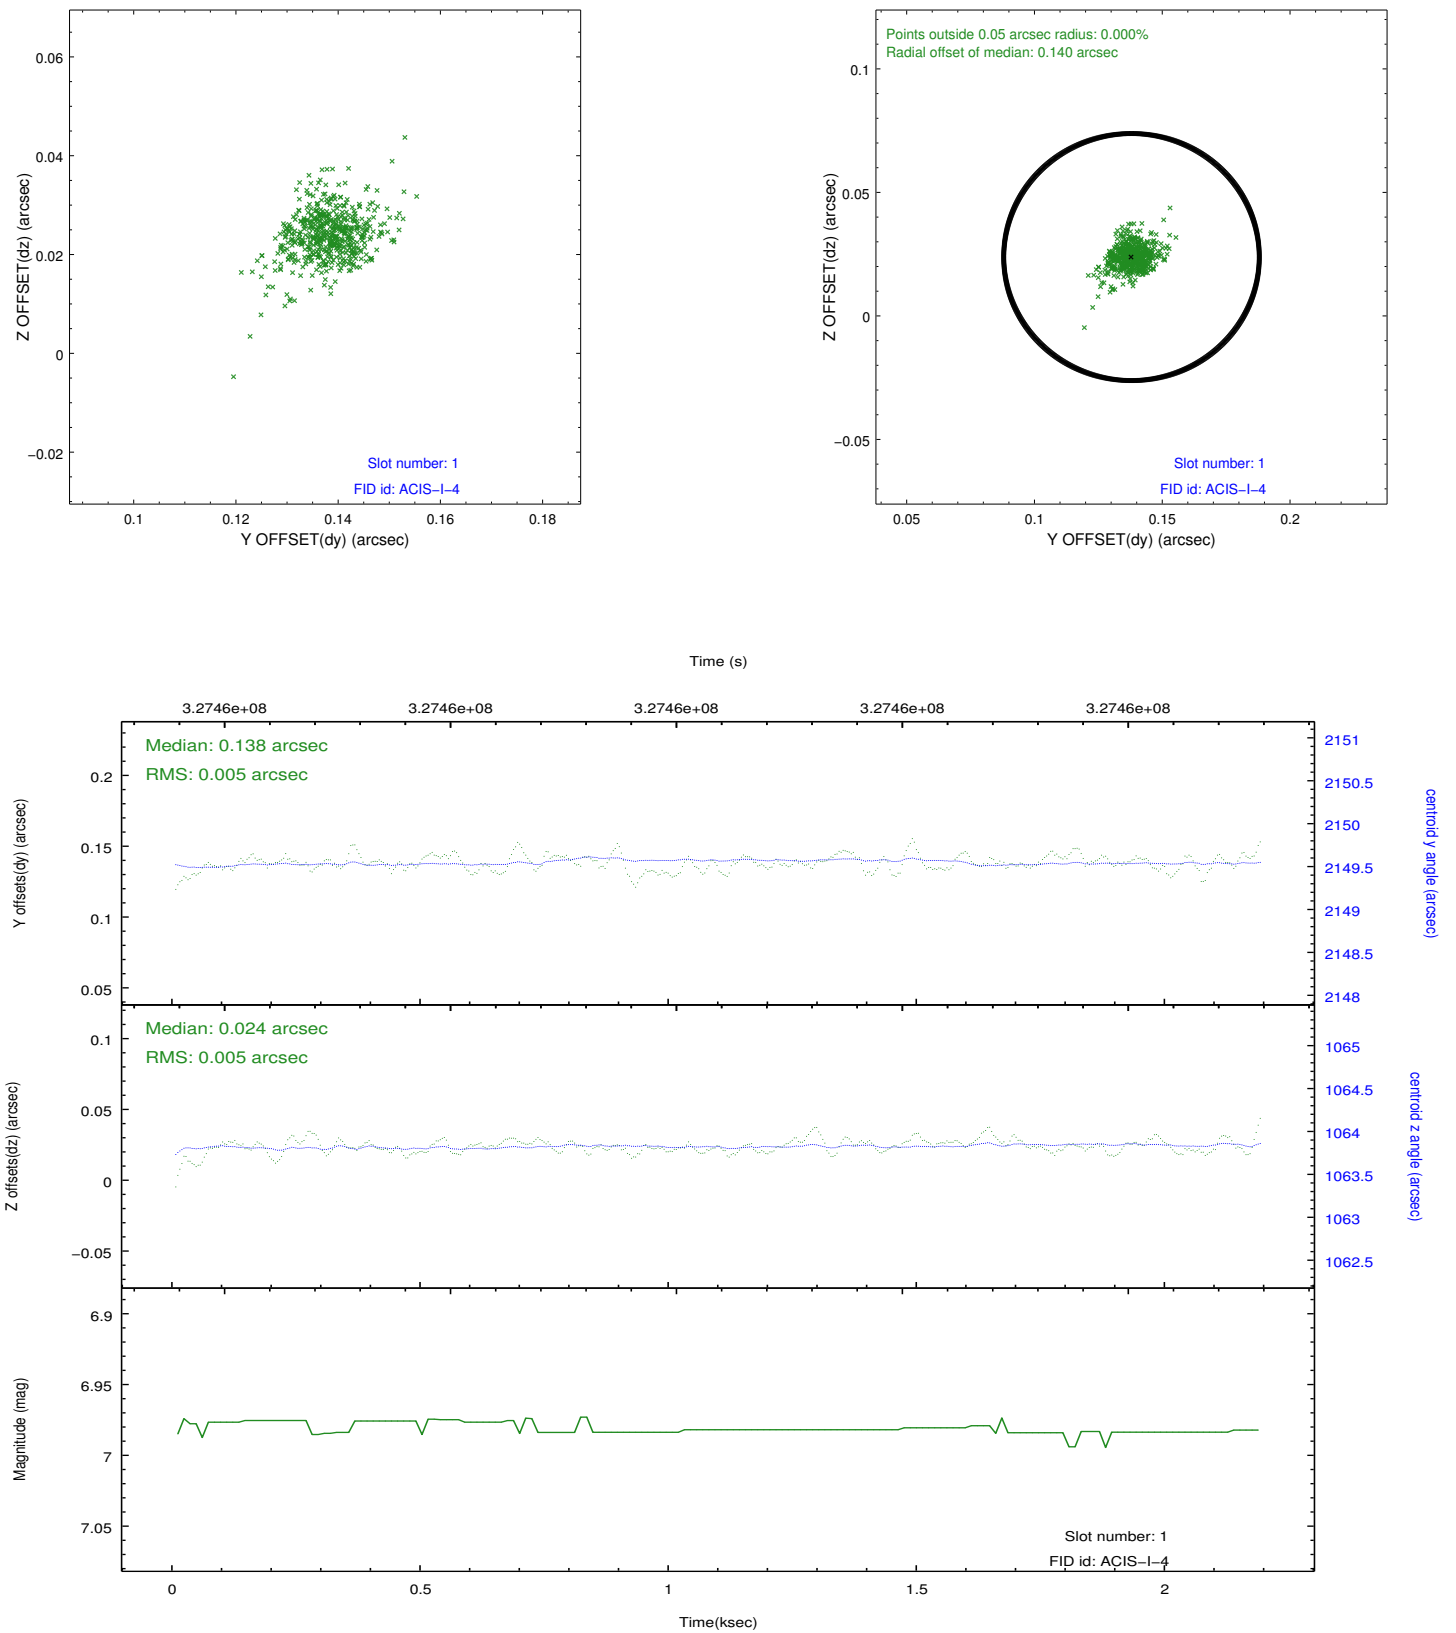 0.06
0.04
0.02
0
−0.02
Z OFFSET(dz) (arcsec)
Slot number: 1
FID id: ACIS−I−4
0.1 0.12 0.14 0.16 0.18
Y OFFSET(dy) (arcsec)
Points outside 0.05 arcsec radius: 0.000%
Radial offset of median: 0.140 arcsec
0.1
0.05
0
−0.05
Z OFFSET(dz) (arcsec)
Slot number: 1
FID id: ACIS−I−4
0.05 0.1 0.15 0.2
Y OFFSET(dy) (arcsec)
Time (s)
3.2746e+08 3.2746e+08 3.2746e+08 3.2746e+08 3.2746e+08
Median: 0.138 arcsec
RMS: 0.005 arcsec
0.2
0.15
0.1
0.05
Y offsets(dy) (arcsec)
2151
2150.5
2150
2149.5
2149
2148.5
2148
centroid y angle (arcsec)
Median: 0.024 arcsec
RMS: 0.005 arcsec
0.1
0.05
0
−0.05
Z offsets(dz) (arcsec)
1065
1064.5
1064
1063.5
1063
1062.5
centroid z angle (arcsec)
6.9
6.95
7
7.05
Magnitude (mag)
Slot number: 1
FID id: ACIS−I−4
0 0.5 1 1.5 2
Time(ksec)